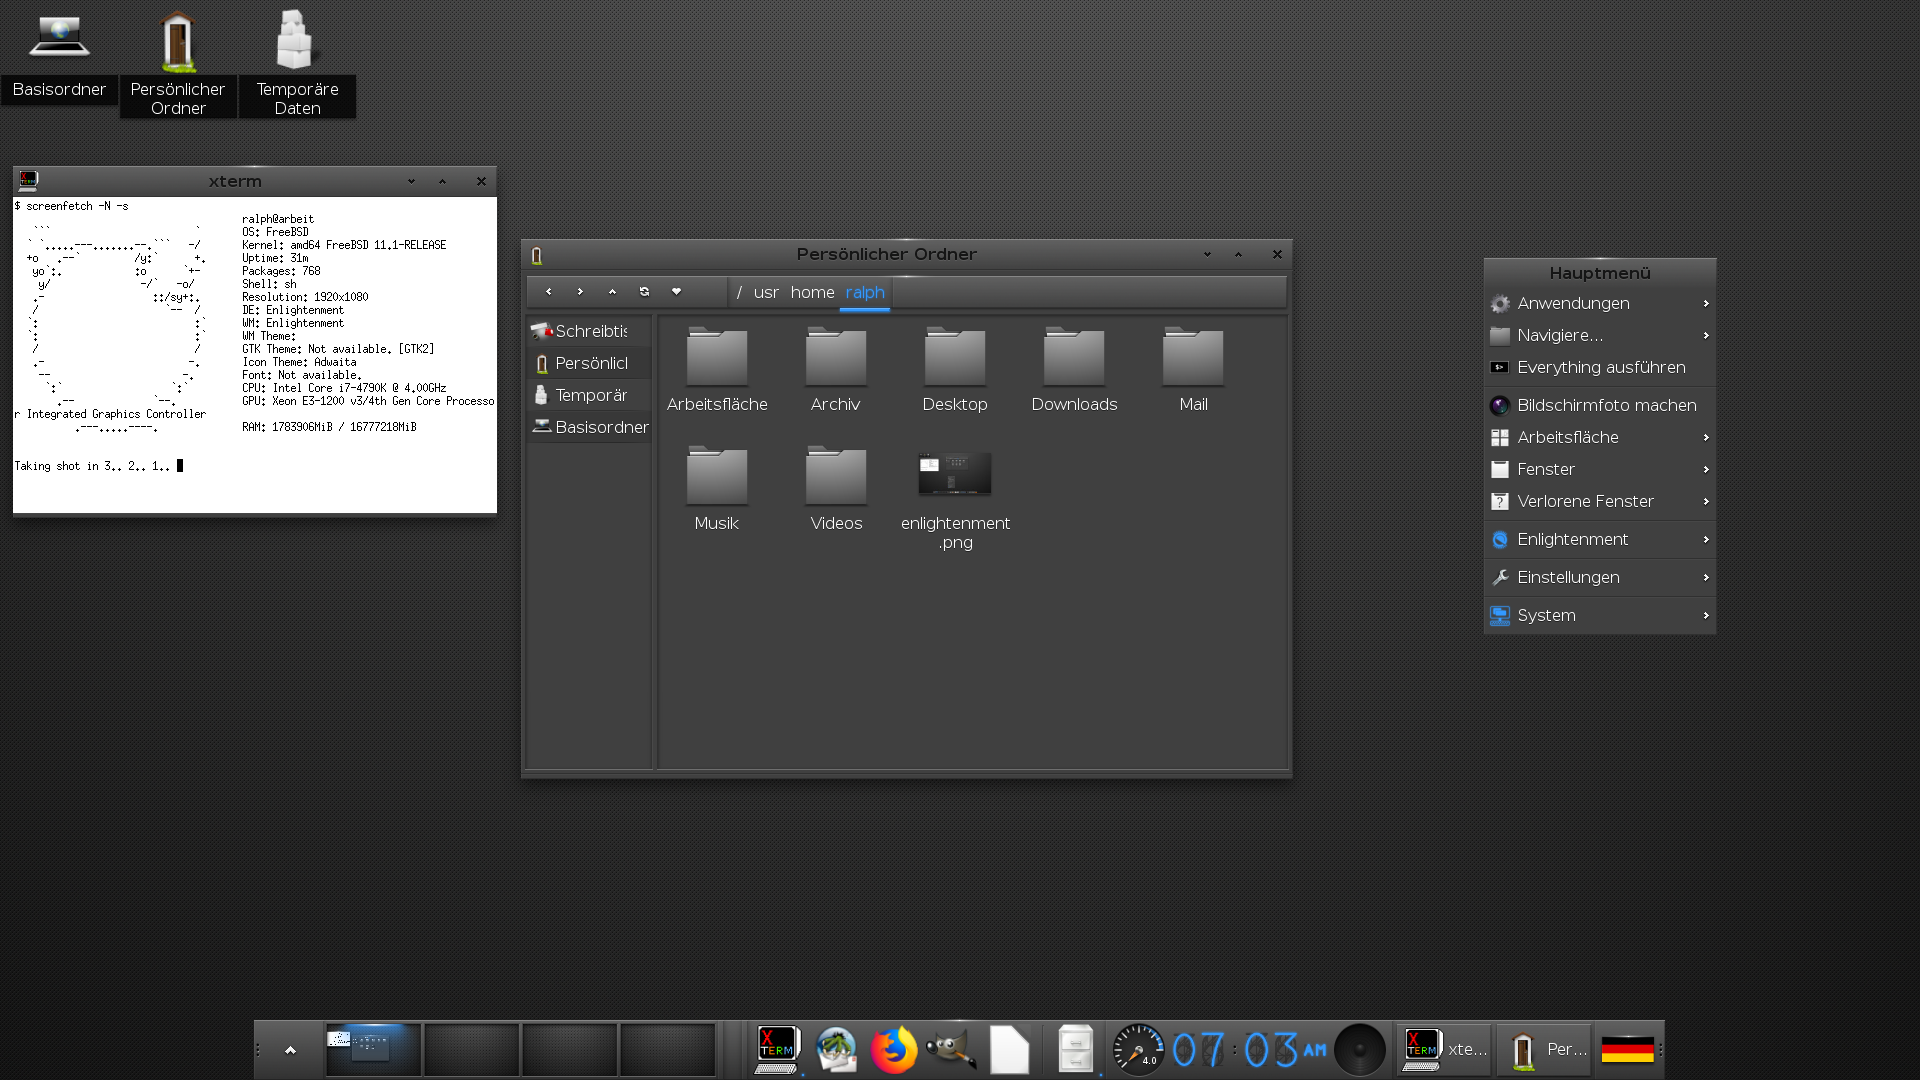 Basisordner
Persönlicher
Ordner
Temporäre
Daten
xterm
$ screenfetch -N -s
ralph@arbeit
OS: FreeBSD
Kernel: amd64 FreeBSD 11.1-RELEASE
Uptime: 31m
Packages: 768
Shell: sh
Resolution: 1920x1080
DE: Enlightenment
WM: Enlightenment
WM Theme:
GTK Theme: Not available. [GTK2]
Icon Theme: Adwaita
Font: Not available.
CPU: Intel Core i7-4790K @ 4.00GHz
GPU: Xeon E3-1200 v3/4th Gen Core Processo
r Integrated Graphics Controller
RAM: 1783906MiB / 16777218MiB
Taking shot in 3.. 2.. 1..
Persönlicher Ordner
/ usr home ralph
Schreibtis
Persönlicl
Temporär
Basisordner
Arbeitsfläche
Archiv
Desktop
Downloads
Mail
Musik
Videos
enlightenment
.png
Hauptmenü
Anwendungen
Navigiere...
Everything ausführen
Bildschirmfoto machen
Arbeitsfläche
Fenster
Verlorene Fenster
Enlightenment
Einstellungen
System
X TERM
4.0
07:03 AM
X TERM
xte...
Per...